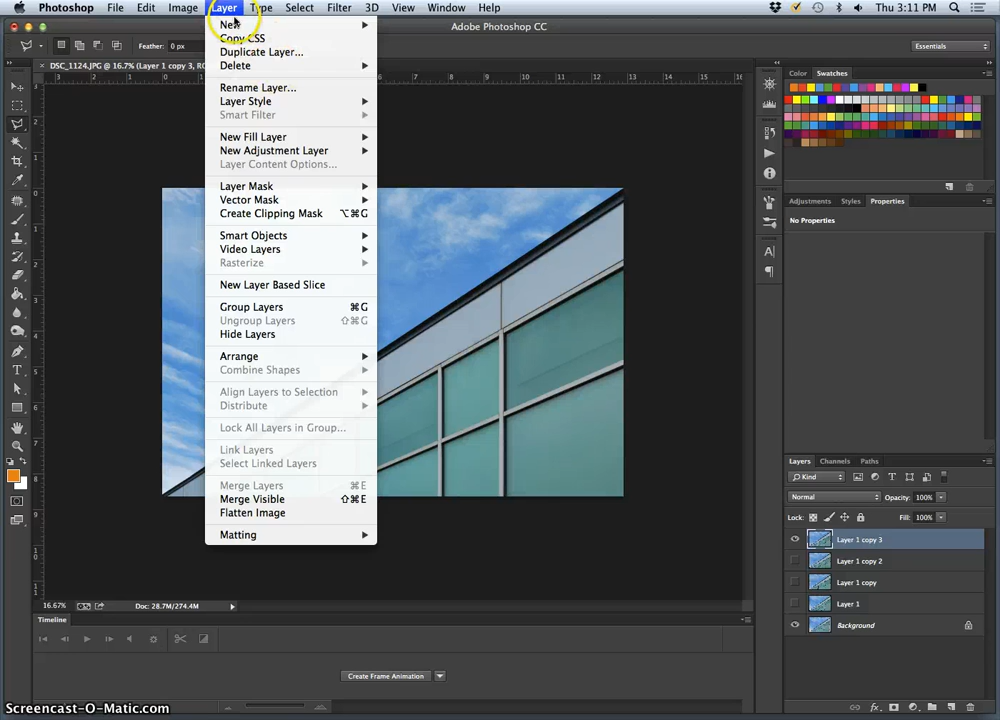 Photoshop File Edit Image Layer Type Select Filter 3D View Window Help Thu 3:11 PM
Adobe Photoshop CC
Feather: 0 px Essentials
DSC_1124.JPG @ 16.7% (Layer 1 copy 3, RG
New
Copy CSS
Duplicate Layer...
Delete
Rename Layer...
Layer Style
Smart Filter
New Fill Layer
New Adjustment Layer
Layer Content Options...
Layer Mask
Vector Mask
Create Clipping Mask ⌥⌘G
Smart Objects
Video Layers
Rasterize
New Layer Based Slice
Group Layers ⌘G
Ungroup Layers ⇧⌘G
Hide Layers
Arrange
Combine Shapes
Align Layers to Selection
Distribute
Lock All Layers in Group...
Link Layers
Select Linked Layers
Merge Layers ⌘E
Merge Visible ⇧⌘E
Flatten Image
Matting
Color Swatches
Adjustments Styles Properties
No Properties
Layers Channels Paths
Kind
Normal Opacity: 100%
Lock: Fill: 100%
Layer 1 copy 3
Layer 1 copy 2
Layer 1 copy
Layer 1
Background
16.67% Doc: 28.7M/274.4M
Timeline
Create Frame Animation
Screencast-O-Matic.com